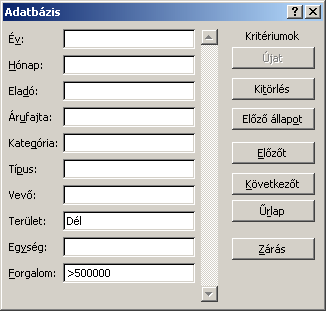 Adatbázis
Év:
Hónap:
Eladó:
Árufajta:
Kategória:
Típus:
Vevő:
Terület: Dél
Egység:
Forgalom: >500000
Kritériumok
Újat
Kitörlés
Előző állapot
Előzőt
Következőt
Űrlap
Zárás